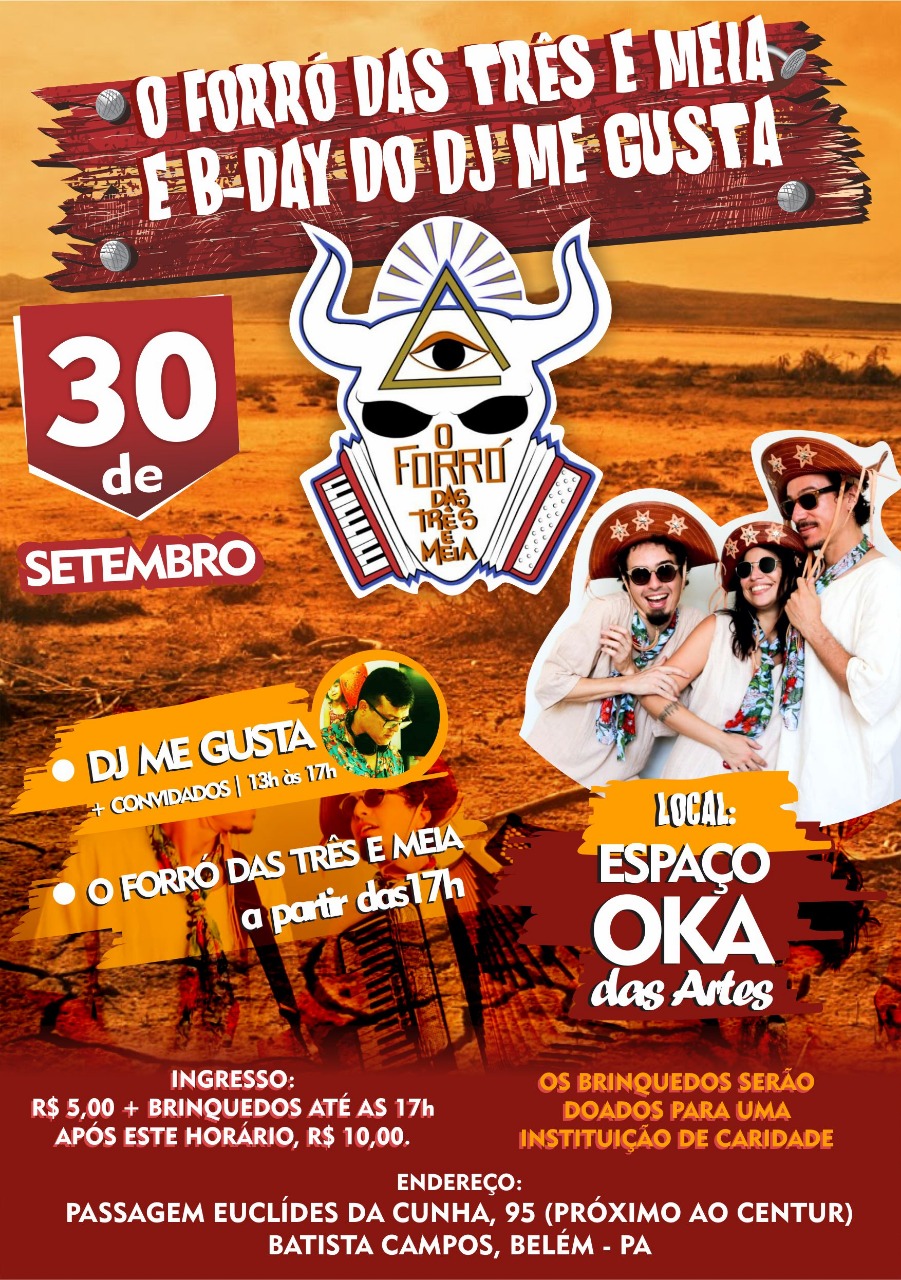 O FORRÓ DAS TRÊS E MEIA
E B-DAY DO DJ ME GUSTA
30
de
SETEMBRO
O
FORRÓ
DAS
TRÊS
E
MEIA
DJ ME GUSTA
+ CONVIDADOS | 13h às 17h
O FORRÓ DAS TRÊS E MEIA
a partir das 17h
LOCAL:
ESPAÇO
OKA
das Artes
INGRESSO:
R$ 5,00 + BRINQUEDOS ATÉ AS 17h
APÓS ESTE HORÁRIO, R$ 10,00.
OS BRINQUEDOS SERÃO
DOADOS PARA UMA
INSTITUIÇÃO DE CARIDADE
ENDEREÇO:
PASSAGEM EUCLÍDES DA CUNHA, 95 (PRÓXIMO AO CENTUR)
BATISTA CAMPOS, BELÉM - PA